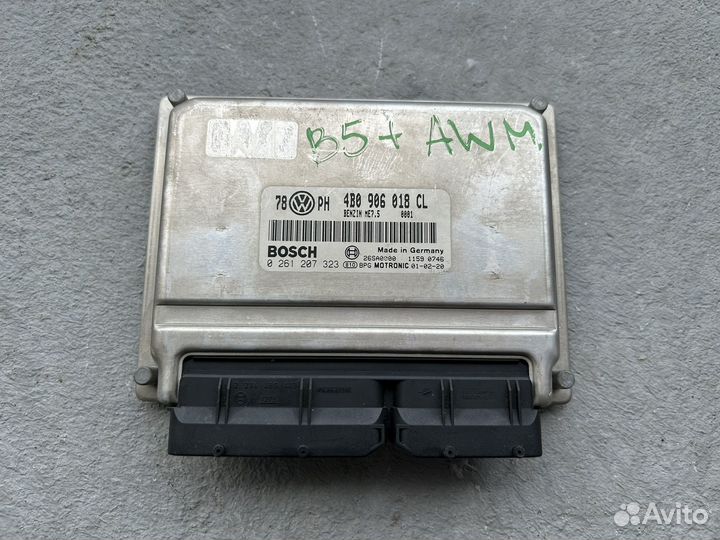 B5+ AWM.
78 VW PH 4B0 906 018 CL
BENZIN ME7.5 0001
BOSCH Made in Germany
26SA0000 1159 0746
0 261 207 323 BPG MOTRONIC 01-02-20
Avito